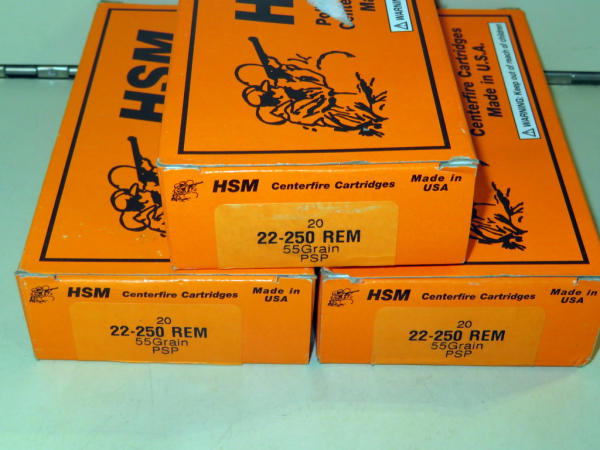 HSM
Centerfire Cartridges
Made in U.S.A.
WARNING: Keep out of reach of children
HSM
WARNING
HSM Centerfire Cartridges Made in USA
20
22-250 REM
55Grain
PSP
HSM Centerfire Cartridges Made in USA
20
22-250 REM
55Grain
PSP
HSM Centerfire Cartridges Made in USA
20
22-250 REM
55Grain
PSP